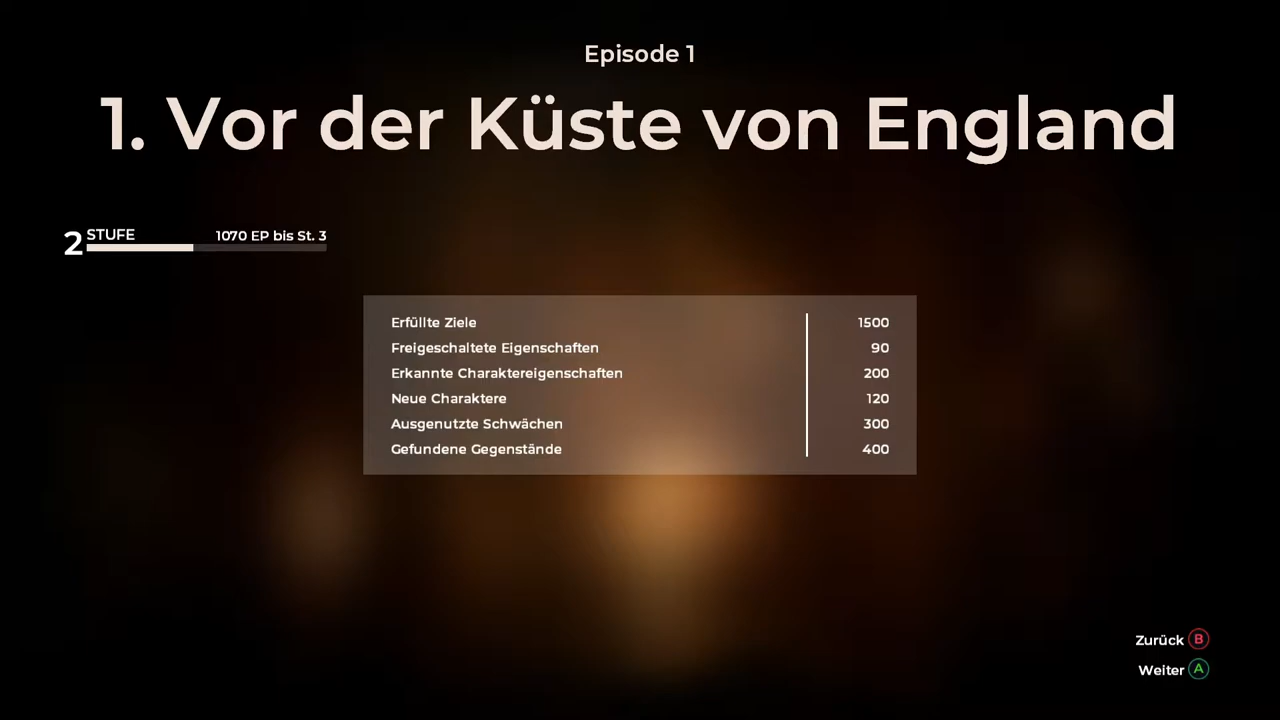 Episode 1
1. Vor der Küste von England
2 STUFE 1070 EP bis St. 3
Erfüllte Ziele 1500
Freigeschaltete Eigenschaften 90
Erkannte Charaktereigenschaften 200
Neue Charaktere 120
Ausgenutzte Schwächen 300
Gefundene Gegenstände 400
Zurück B
Weiter A